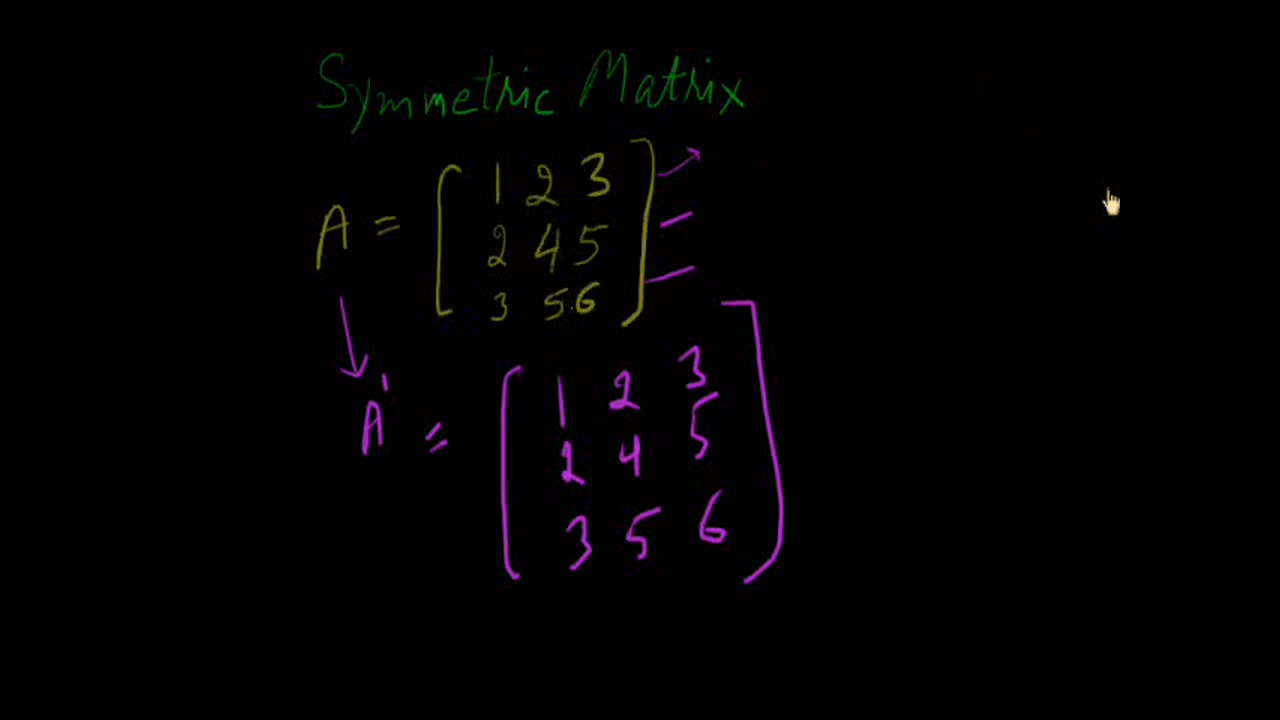 Symmetric Matrix
1 2 3
A = 2 4 5
3 5 6
1 2 3
A' = 2 4 5
3 5 6